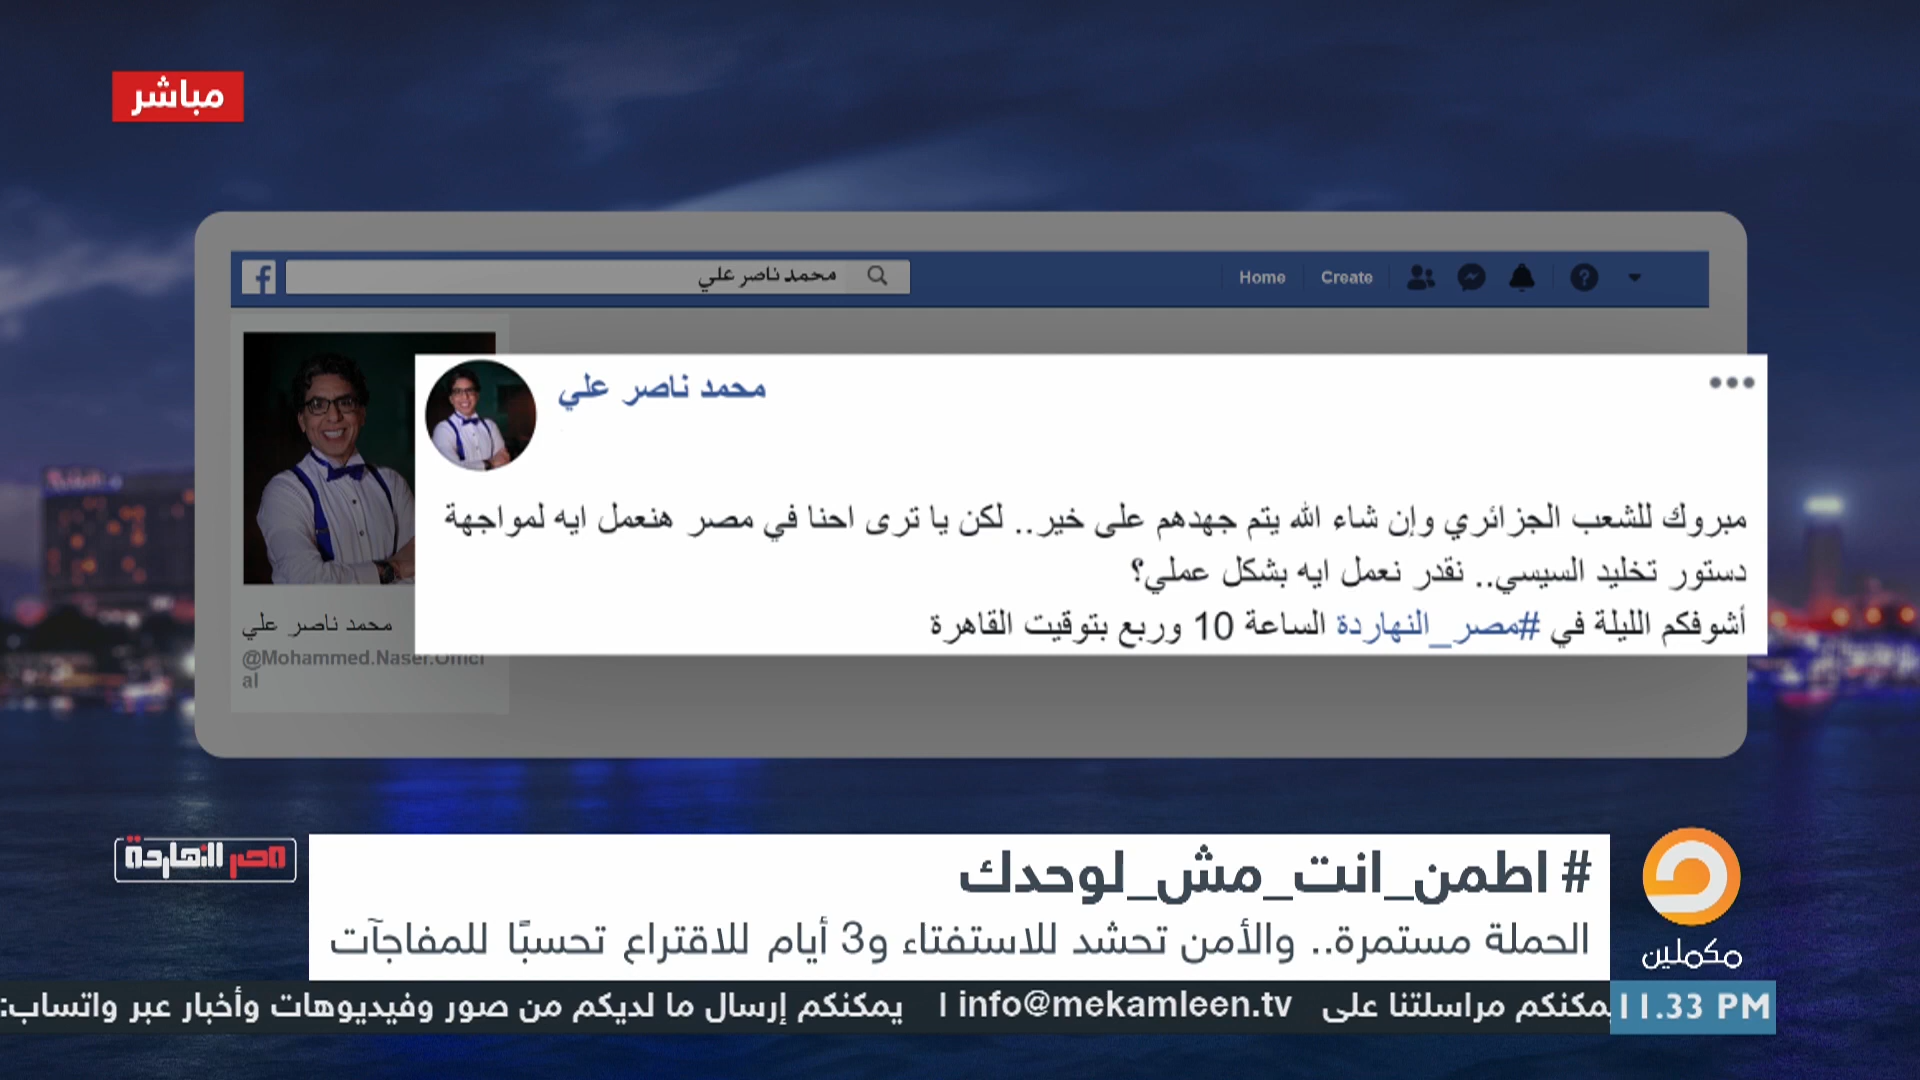 مباشر
محمد ناصر علي
Home
Create
محمد ناصر علي
مبروك للشعب الجزائري وإن شاء الله يتم جهدهم على خير.. لكن يا ترى احنا في مصر هنعمل ايه لمواجهة
دستور تخليد السيسي.. نقدر نعمل ايه بشكل عملي؟
أشوفكم الليلة في #مصر_النهاردة الساعة 10 وربع بتوقيت القاهرة
محمد ناصر علي
@Mohammed.Naser.Offici
al
مصر النهاردة
# اطمن_انت_مش_لوحدك
الحملة مستمرة.. والأمن تحشد للاستفتاء و3 أيام للاقتراع تحسبًا للمفاجآت
مكملين
يمكنكم مراسلتنا على info@mekamleen.tv | يمكنكم إرسال ما لديكم من صور وفيديوهات وأخبار عبر واتساب:
11.33 PM